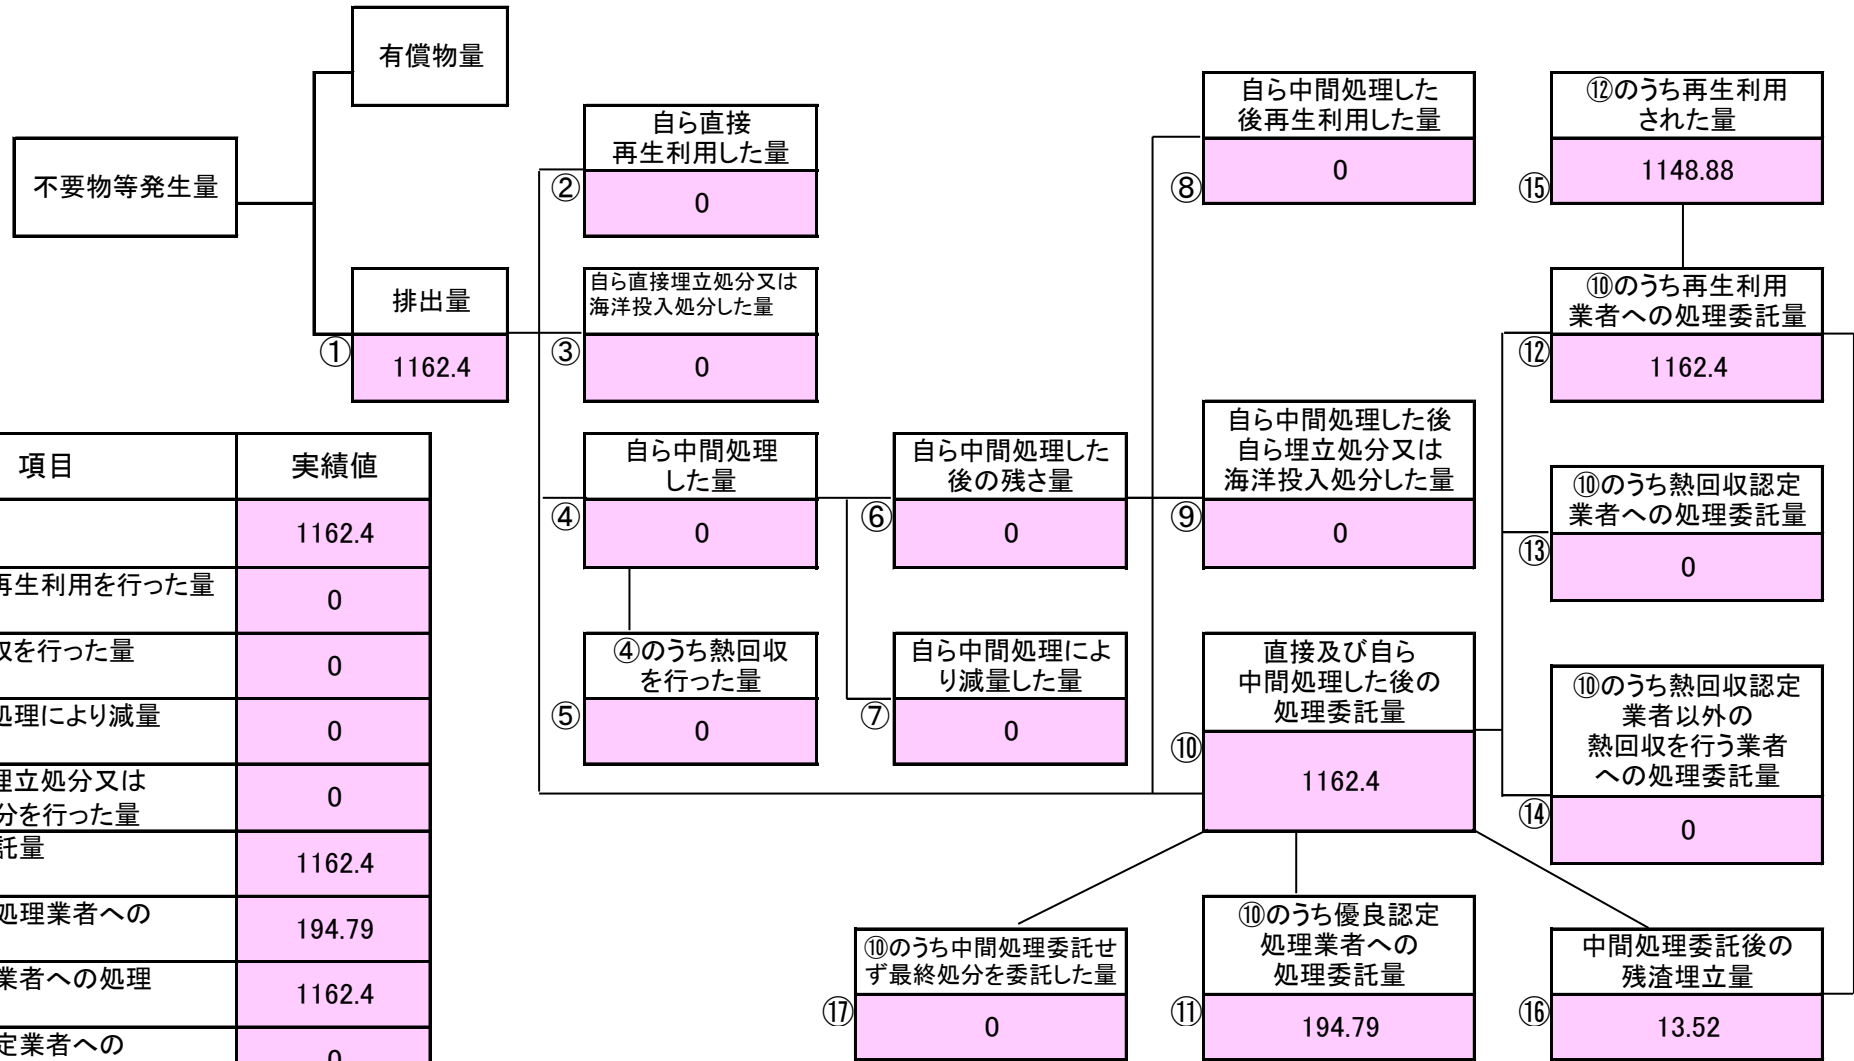 有償物量
不要物等発生量
排出量
①
1162.4
自ら直接
再生利用した量
②
0
自ら直接埋立処分又は
海洋投入処分した量
③
0
自ら中間処理
した量
④
0
④のうち熱回収
を行った量
⑤
0
自ら中間処理した
後の残さ量
⑥
0
自ら中間処理によ
り減量した量
⑦
0
自ら中間処理した
後再生利用した量
⑧
0
自ら中間処理した後
自ら埋立処分又は
海洋投入処分した量
⑨
0
直接及び自ら
中間処理した後の
処理委託量
⑩
1162.4
⑫のうち再生利用
された量
⑮
1148.88
⑩のうち再生利用
業者への処理委託量
⑫
1162.4
⑩のうち熱回収認定
業者への処理委託量
⑬
0
⑩のうち熱回収認定
業者以外の
熱回収を行う業者
への処理委託量
⑭
0
⑩のうち中間処理委託せ
ず最終処分を委託した量
⑰
0
⑩のうち優良認定
処理業者への
処理委託量
⑪
194.79
中間処理委託後の
残渣埋立量
⑯
13.52
項目 実績値
1162.4
再生利用を行った量
0
を行った量
0
処理により減量
0
埋立処分又は
分を行った量
0
託量
1162.4
処理業者への
194.79
業者への処理
1162.4
定業者への
0